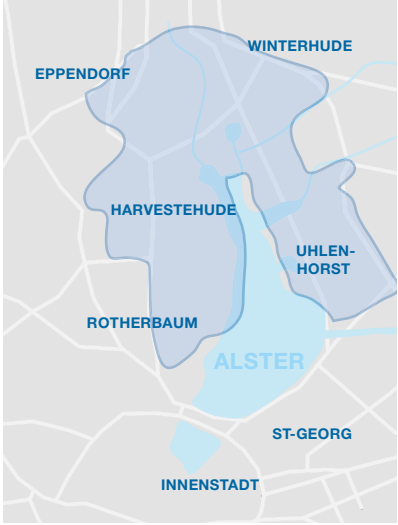 WINTERHUDE
EPPENDORF
HARVESTEHUDE
UHLEN-
HORST
ROTHERBAUM
ALSTER
ST-GEORG
INNENSTADT